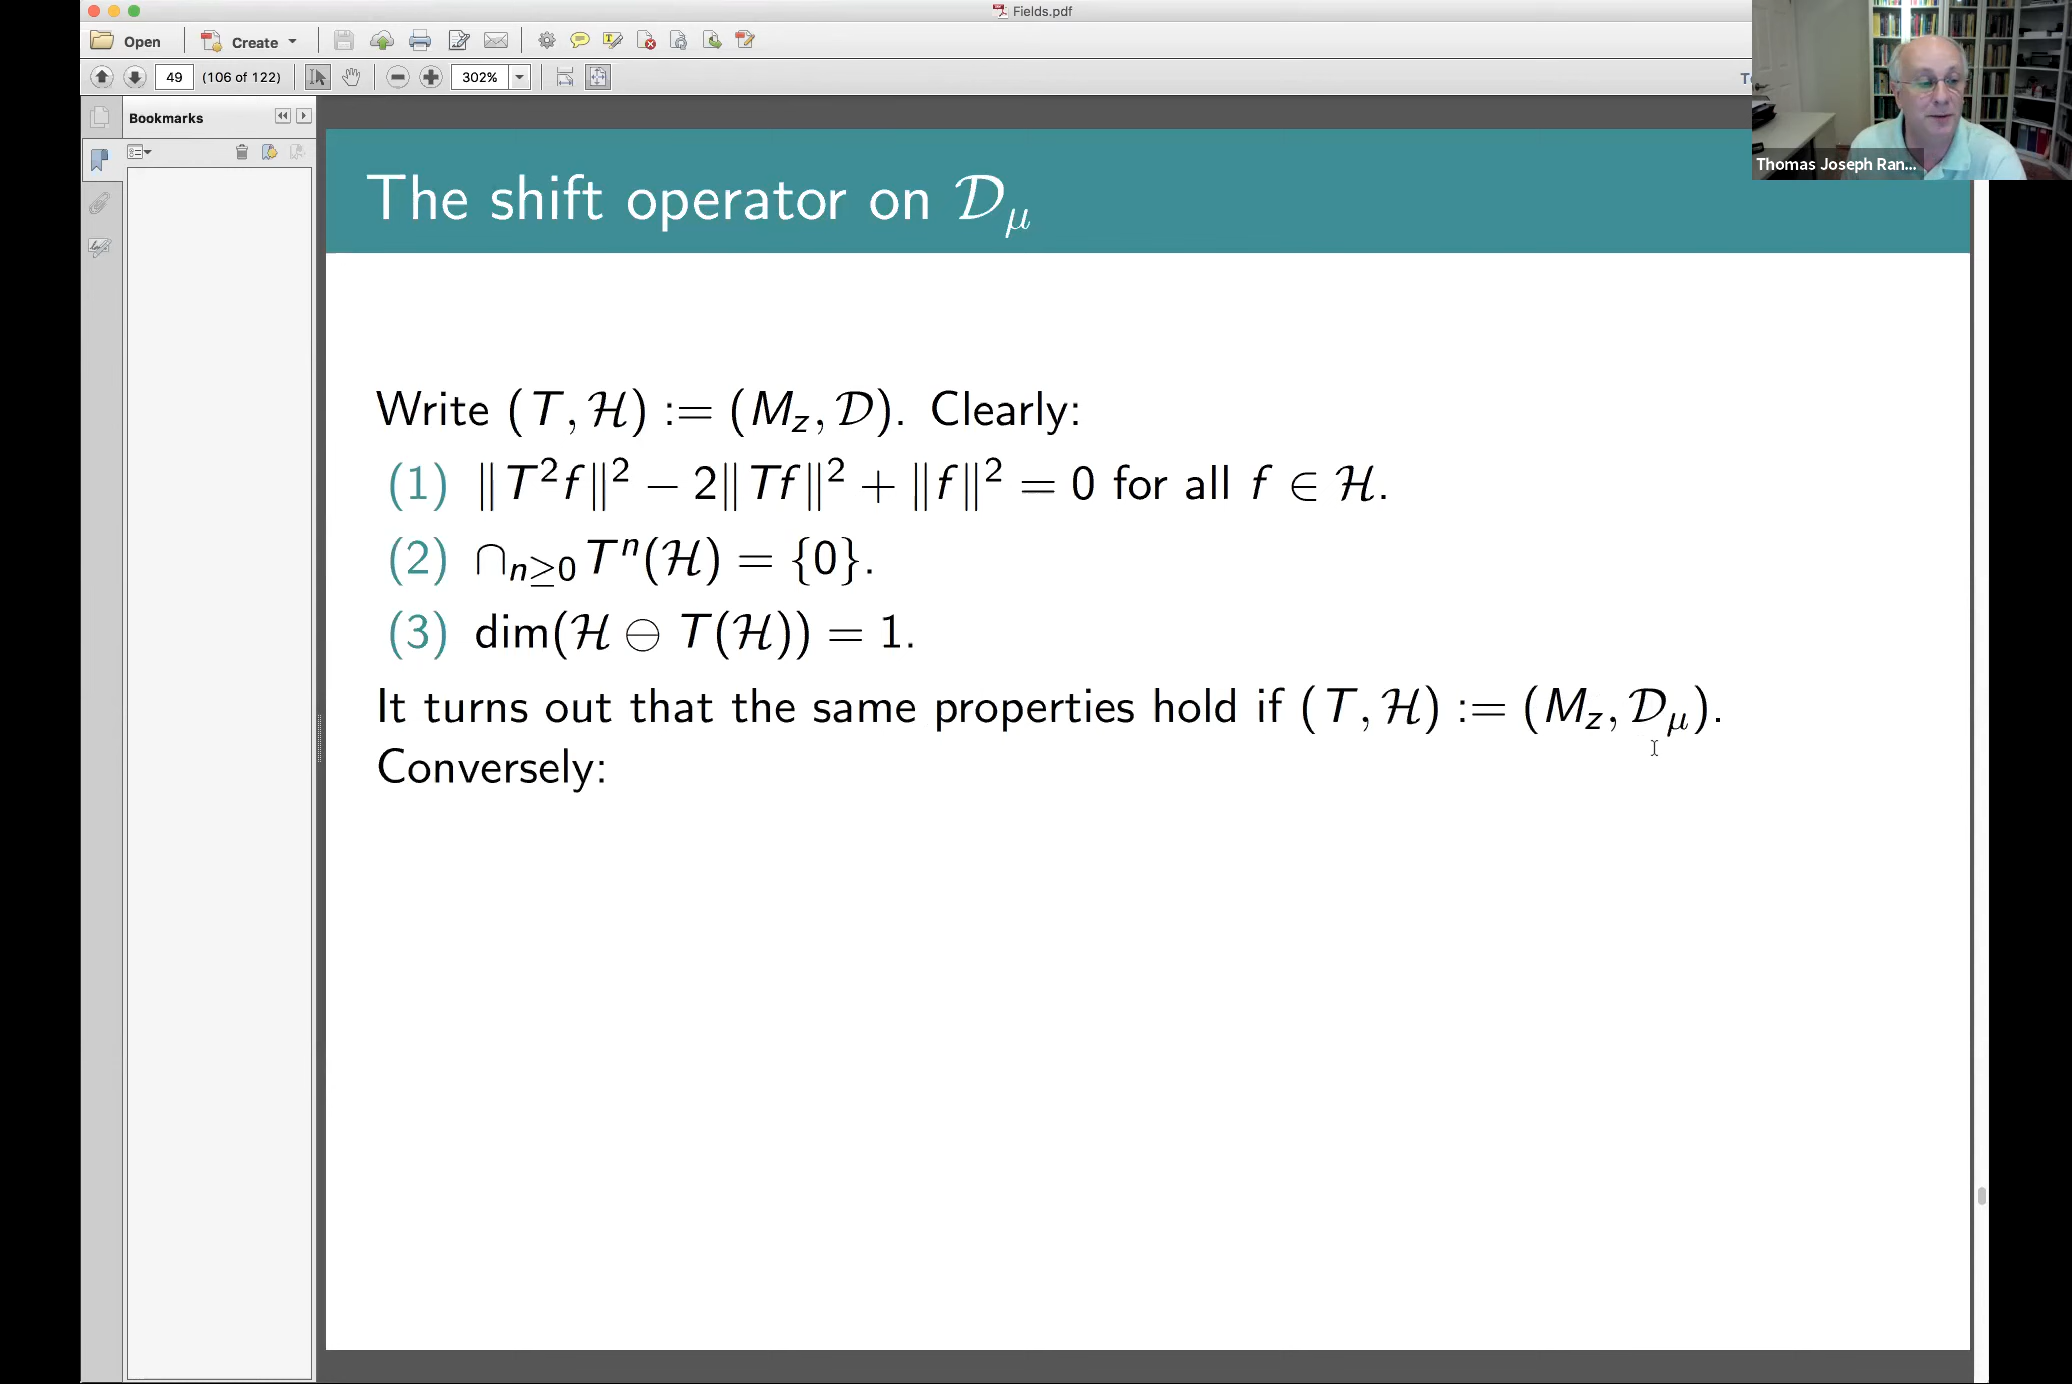 Fields.pdf
Open
Create
49 (106 of 122)
302%
Bookmarks
Thomas Joseph Ran...
The shift operator on 𝒟_μ
Write (T, ℋ) := (M_z, 𝒟). Clearly:
(1) ‖T²f‖² − 2‖Tf‖² + ‖f‖² = 0 for all f ∈ ℋ.
(2) ∩_{n≥0} Tⁿ(ℋ) = {0}.
(3) dim(ℋ ⊖ T(ℋ)) = 1.
It turns out that the same properties hold if (T, ℋ) := (M_z, 𝒟_μ).
Conversely: